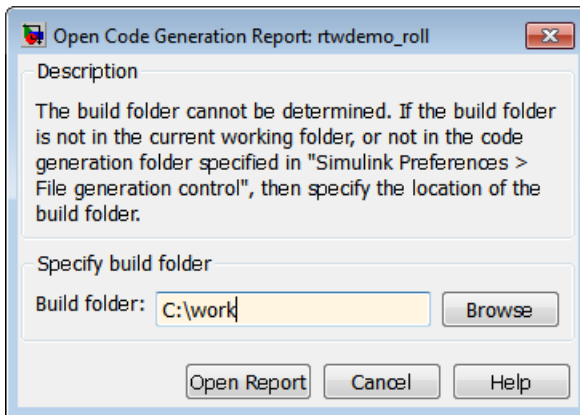 Open Code Generation Report: rtwdemo_roll
Description
The build folder cannot be determined. If the build folder
is not in the current working folder, or not in the code
generation folder specified in "Simulink Preferences >
File generation control", then specify the location of the
build folder.
Specify build folder
Build folder: C:\work Browse
Open Report Cancel Help